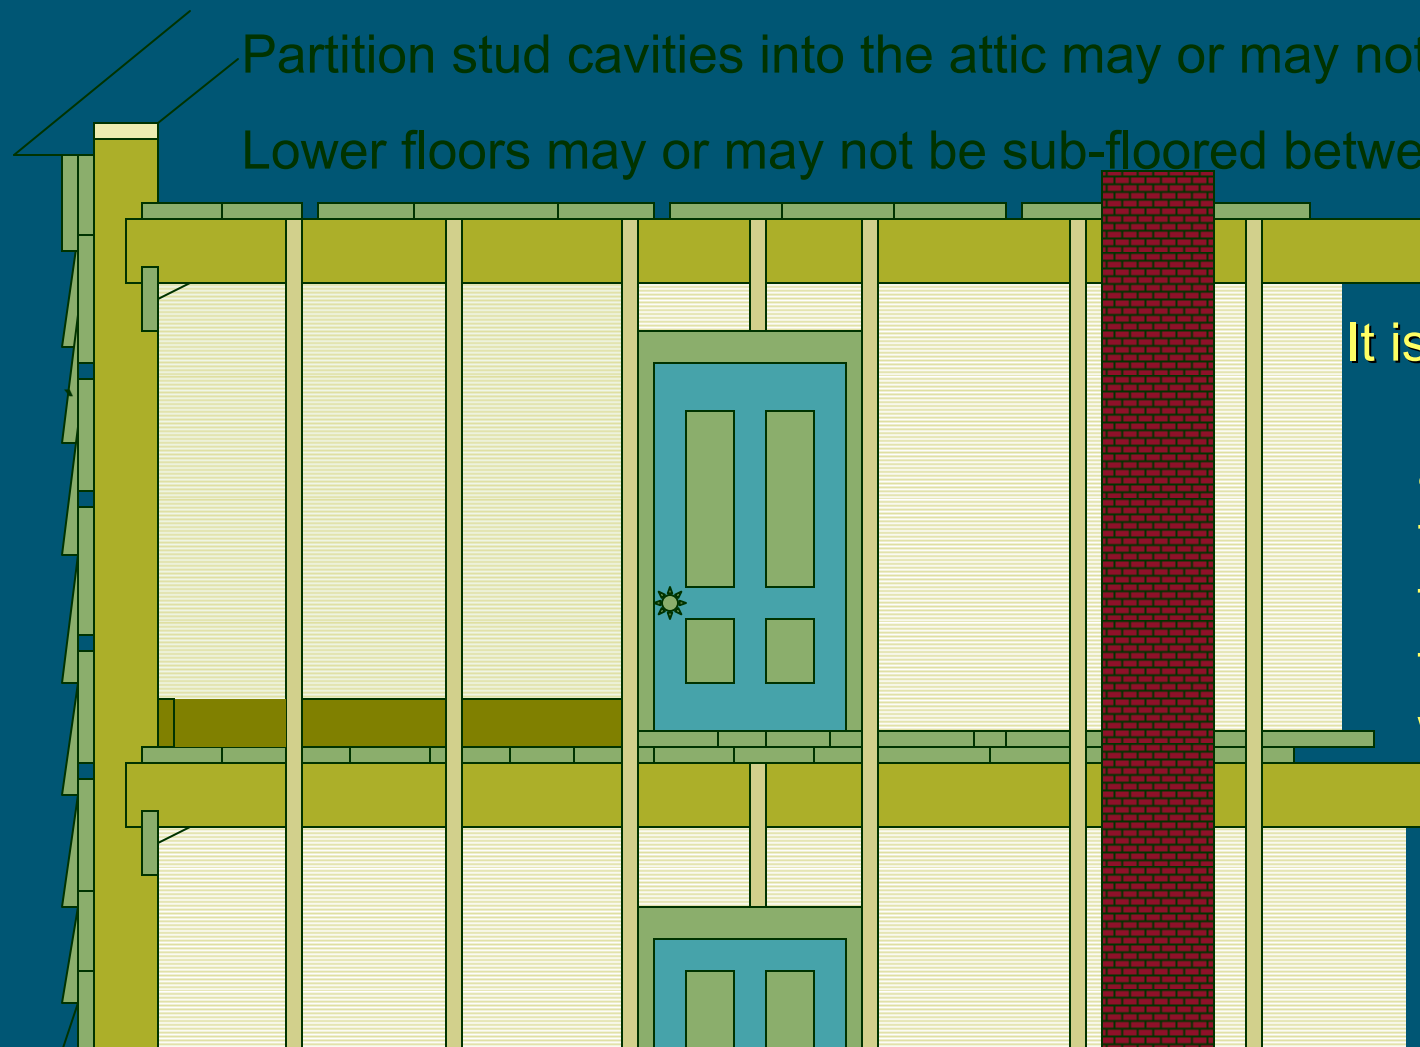 Partition stud cavities into the attic may or may not
Lower floors may or may not be sub-floored betwe
It is